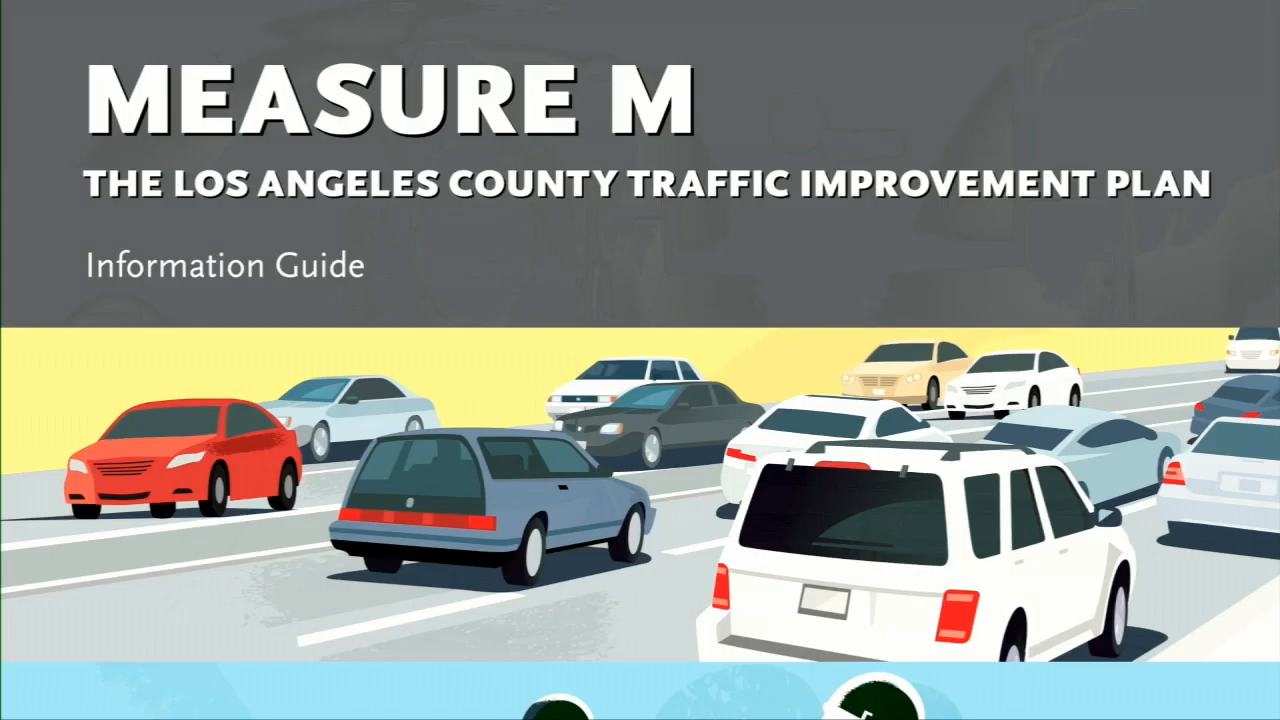 MEASURE M
THE LOS ANGELES COUNTY TRAFFIC IMPROVEMENT PLAN
Information Guide